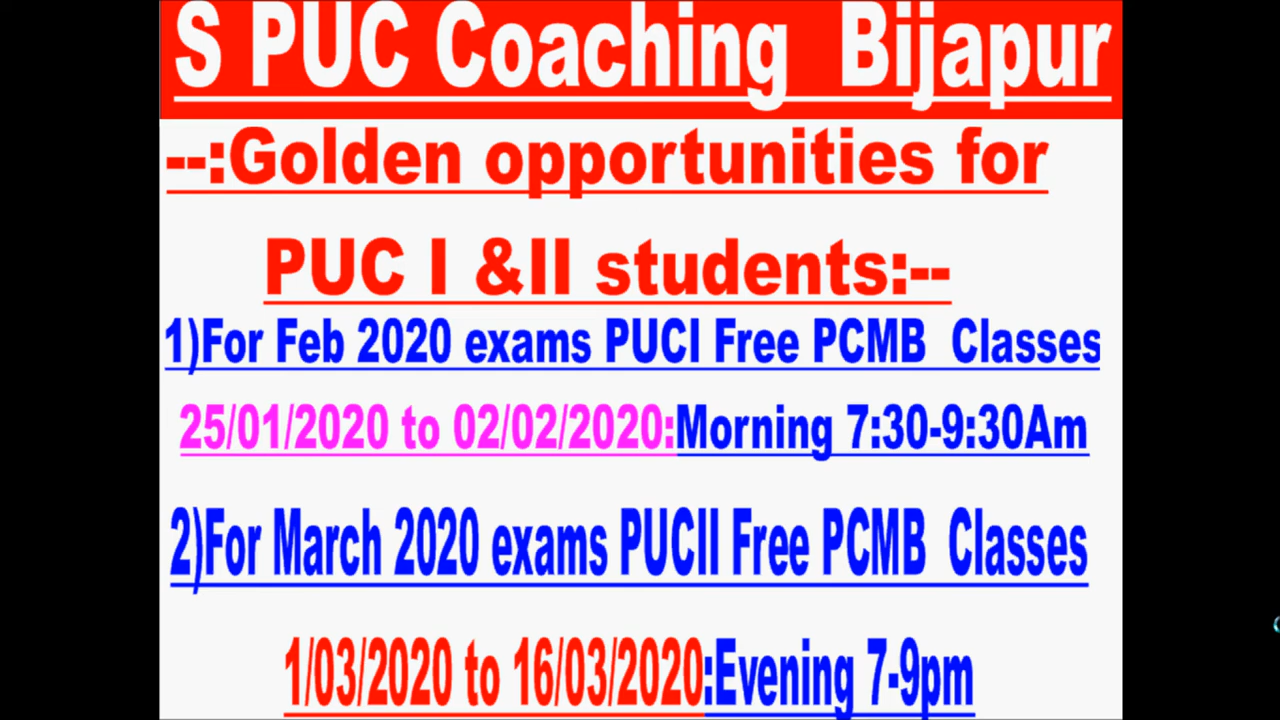 S PUC Coaching Bijapur
--:Golden opportunities for
PUC I &II students:--
1)For Feb 2020 exams PUCI Free PCMB Classes
25/01/2020 to 02/02/2020:Morning 7:30-9:30Am
2)For March 2020 exams PUCII Free PCMB Classes
1/03/2020 to 16/03/2020:Evening 7-9pm